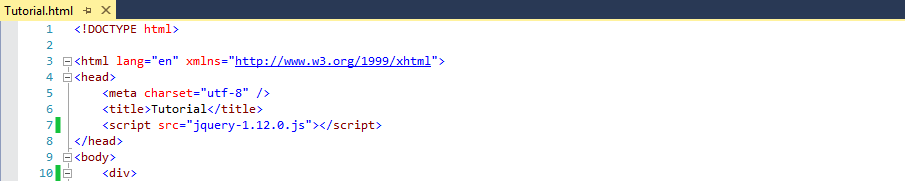 Tutorial.html
1 <!DOCTYPE html>
2
3 <html lang="en" xmlns="http://www.w3.org/1999/xhtml">
4 <head>
5 <meta charset="utf-8" />
6 <title>Tutorial</title>
7 <script src="jquery-1.12.0.js"></script>
8 </head>
9 <body>
10 <div>